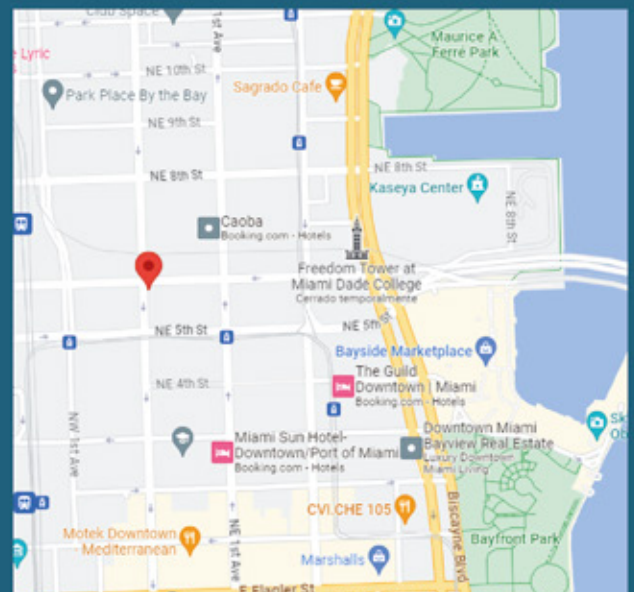 Club Space
1st Ave
Maurice A.
Ferre Park
e Lyric
NE 10th St
Sagrado Cafe
Park Place By the Bay
NE 9th St
NE 8th St
NE 8th St
Kaseya Center
NE 8th St
Caoba
Booking.com - Hotels
Freedom Tower at
Miami Dade College
Cerrado temporalmente
NE 5th St
NE 5th St
Bayside Marketplace
The Guild
Downtown | Miami
Booking.com - Hotels
NE 4th St
NW 1st Ave
Miami Sun Hotel-
Downtown/Port of Miami
Booking.com - Hotels
Downtown Miami
Bayview Real Estate
Luxury Downtown
Miami Living
Sk
Ob
CVI.CHE 105
Motek Downtown
- Mediterranean
NE 1st Ave
Biscayne Blvd
Bayfront Park
Marshalls
E Flagler St